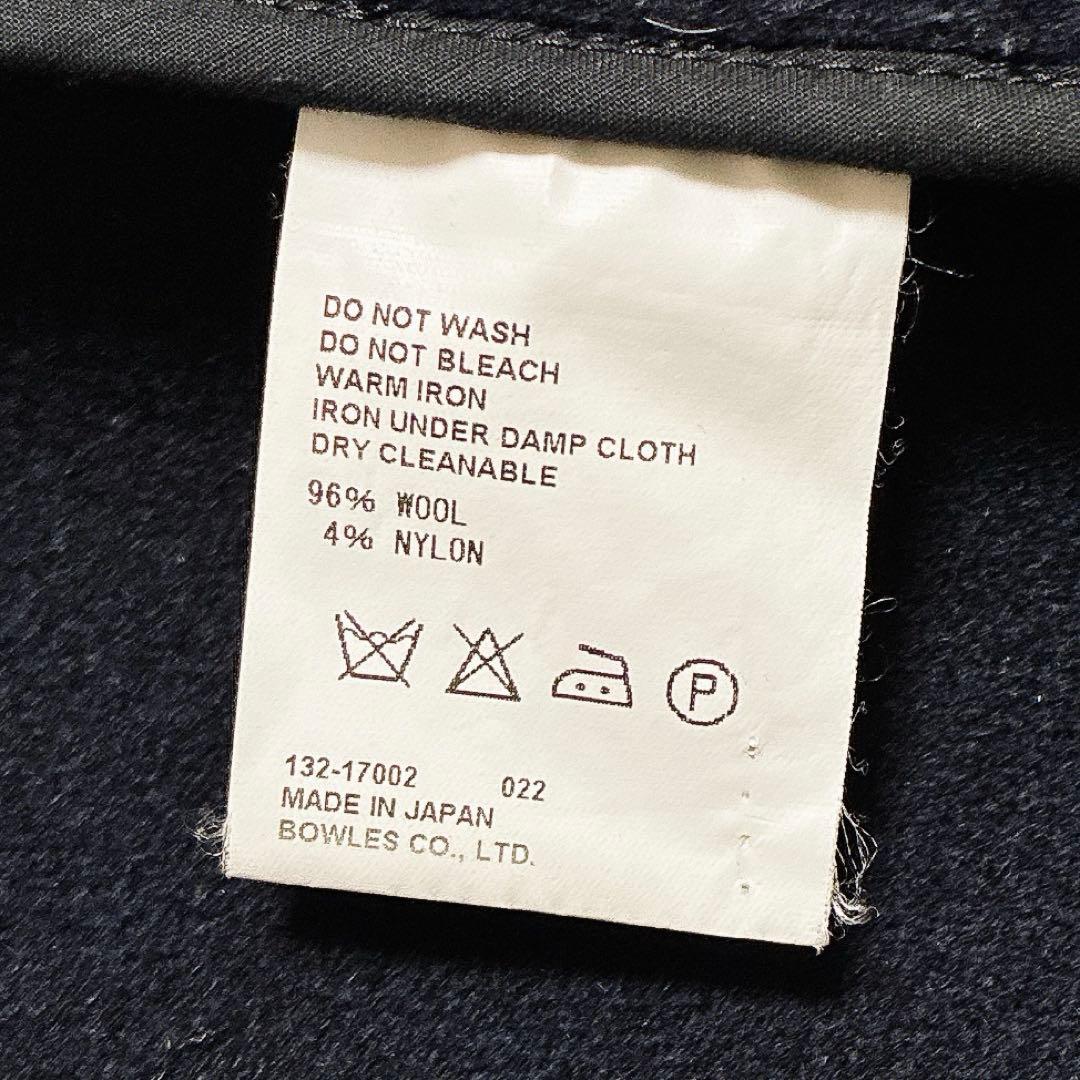 DO NOT WASH
DO NOT BLEACH
WARM IRON
IRON UNDER DAMP CLOTH
DRY CLEANABLE
96% WOOL
4% NYLON
P
132-17002 022
MADE IN JAPAN
BOWLES CO., LTD.